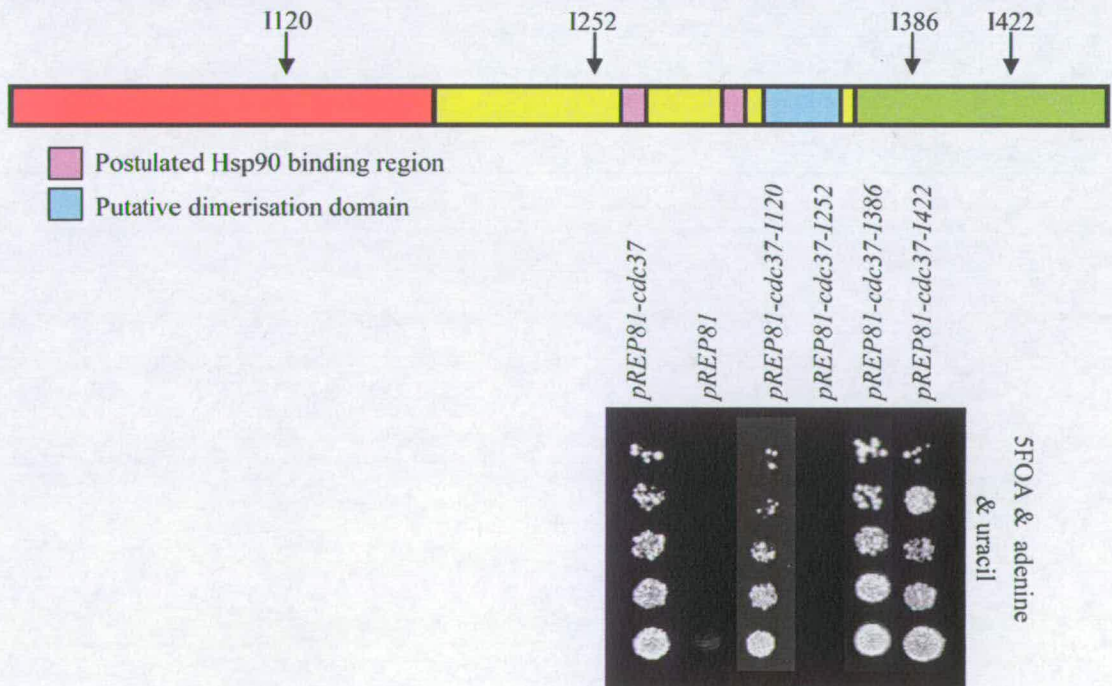 I120
I252
I386
I422
Postulated Hsp90 binding region
Putative dimerisation domain
pREP81-cdc37
pREP81
pREP81-cdc37-I120
pREP81-cdc37-I252
pREP81-cdc37-I386
pREP81-cdc37-I422
5FOA & adenine
& uracil